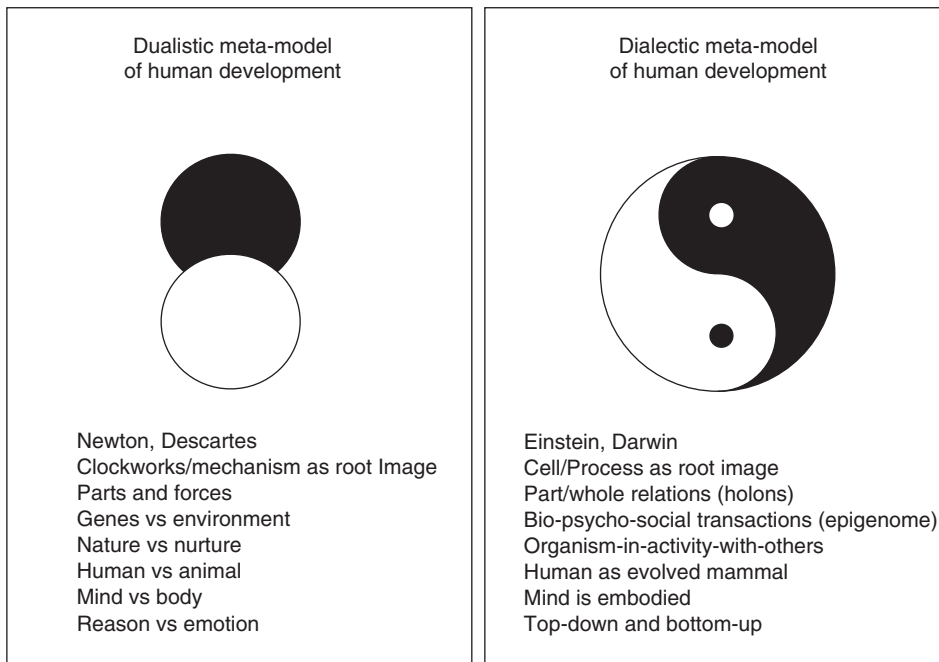 Dualistic meta-model
of human development
Newton, Descartes
Clockworks/mechanism as root Image
Parts and forces
Genes vs environment
Nature vs nurture
Human vs animal
Mind vs body
Reason vs emotion
Dialectic meta-model
of human development
Einstein, Darwin
Cell/Process as root image
Part/whole relations (holons)
Bio-psycho-social transactions (epigenome)
Organism-in-activity-with-others
Human as evolved mammal
Mind is embodied
Top-down and bottom-up